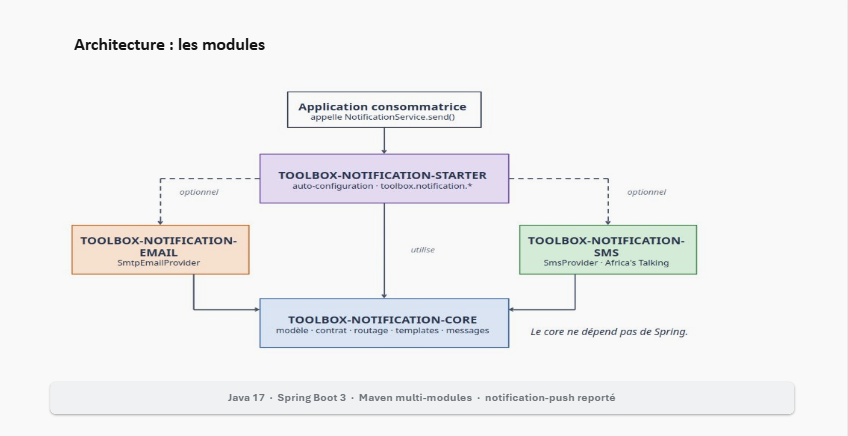 Architecture : les modules
Application consommatrice
appelle NotificationService.send()
TOOLBOX-NOTIFICATION-STARTER
auto-configuration · toolbox.notification.*
optionnel
optionnel
TOOLBOX-NOTIFICATION-
EMAIL
SmtpEmailProvider
utilise
TOOLBOX-NOTIFICATION-
SMS
SmsProvider · Africa's Talking
TOOLBOX-NOTIFICATION-CORE
modèle · contrat · routage · templates · messages
Le core ne dépend pas de Spring.
Java 17 · Spring Boot 3 · Maven multi-modules · notification-push reporté